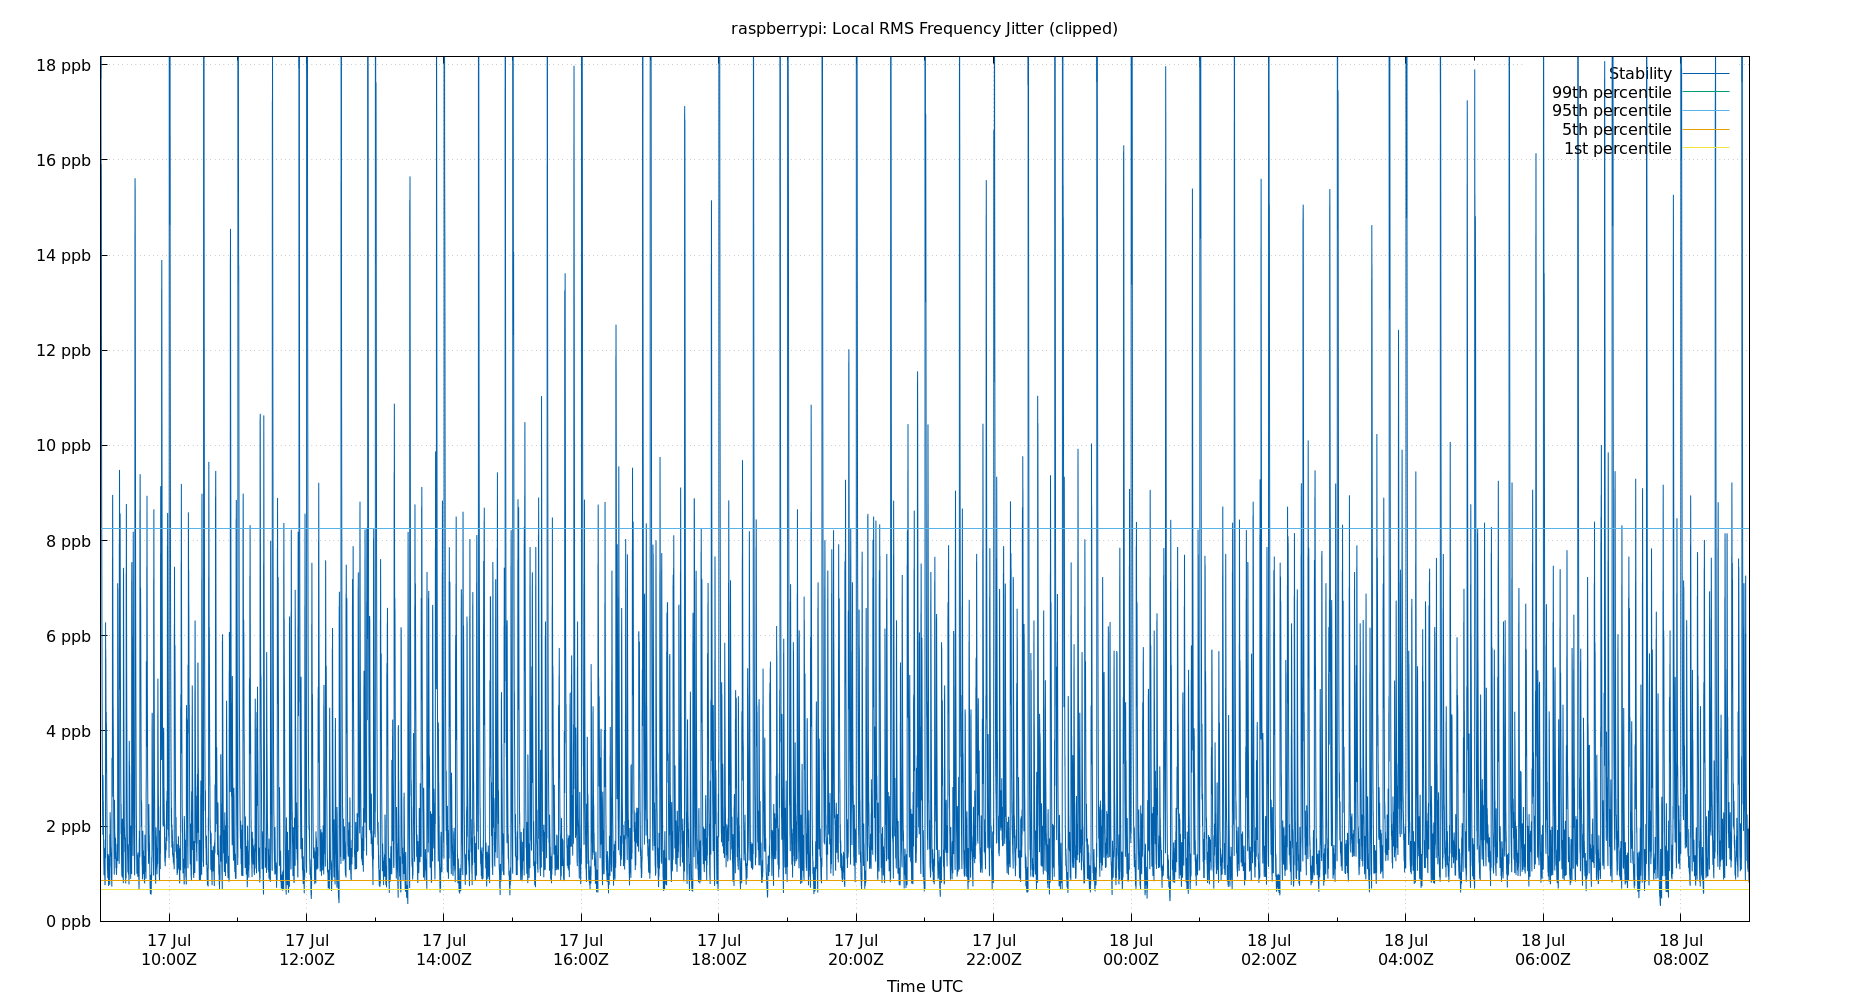 raspberrypi: Local RMS Frequency Jitter (clipped)
18 ppb
16 ppb
14 ppb
12 ppb
10 ppb
8 ppb
6 ppb
4 ppb
2 ppb
0 ppb
Stability
99th percentile
95th percentile
5th percentile
1st percentile
17 Jul 17 Jul 17 Jul 17 Jul 17 Jul 17 Jul 17 Jul 18 Jul 18 Jul 18 Jul 18 Jul 18 Jul
10:00Z 12:00Z 14:00Z 16:00Z 18:00Z 20:00Z 22:00Z 00:00Z 02:00Z 04:00Z 06:00Z 08:00Z
Time UTC